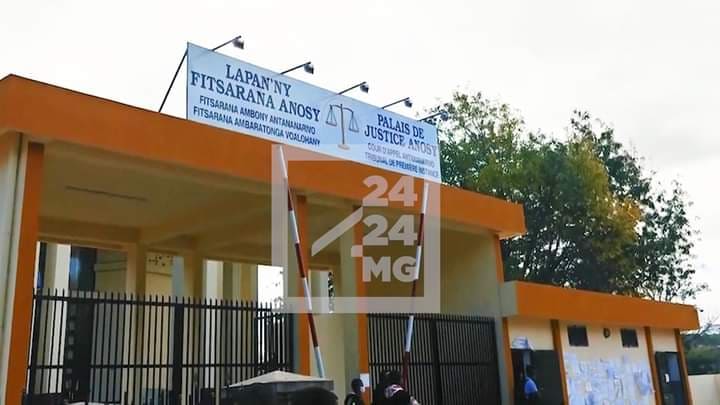 LAPAN'NY
FITSARANA ANOSY
FITSARANA AMBONY ANTANANARIVO
FITSARANA AMBARATONGA VOALOHANY
PALAIS DE
JUSTICE ANOSY
COUR D'APPEL ANTANANARIVO
TRIBUNAL DE PREMIERE INSTANCE
24
24
MG